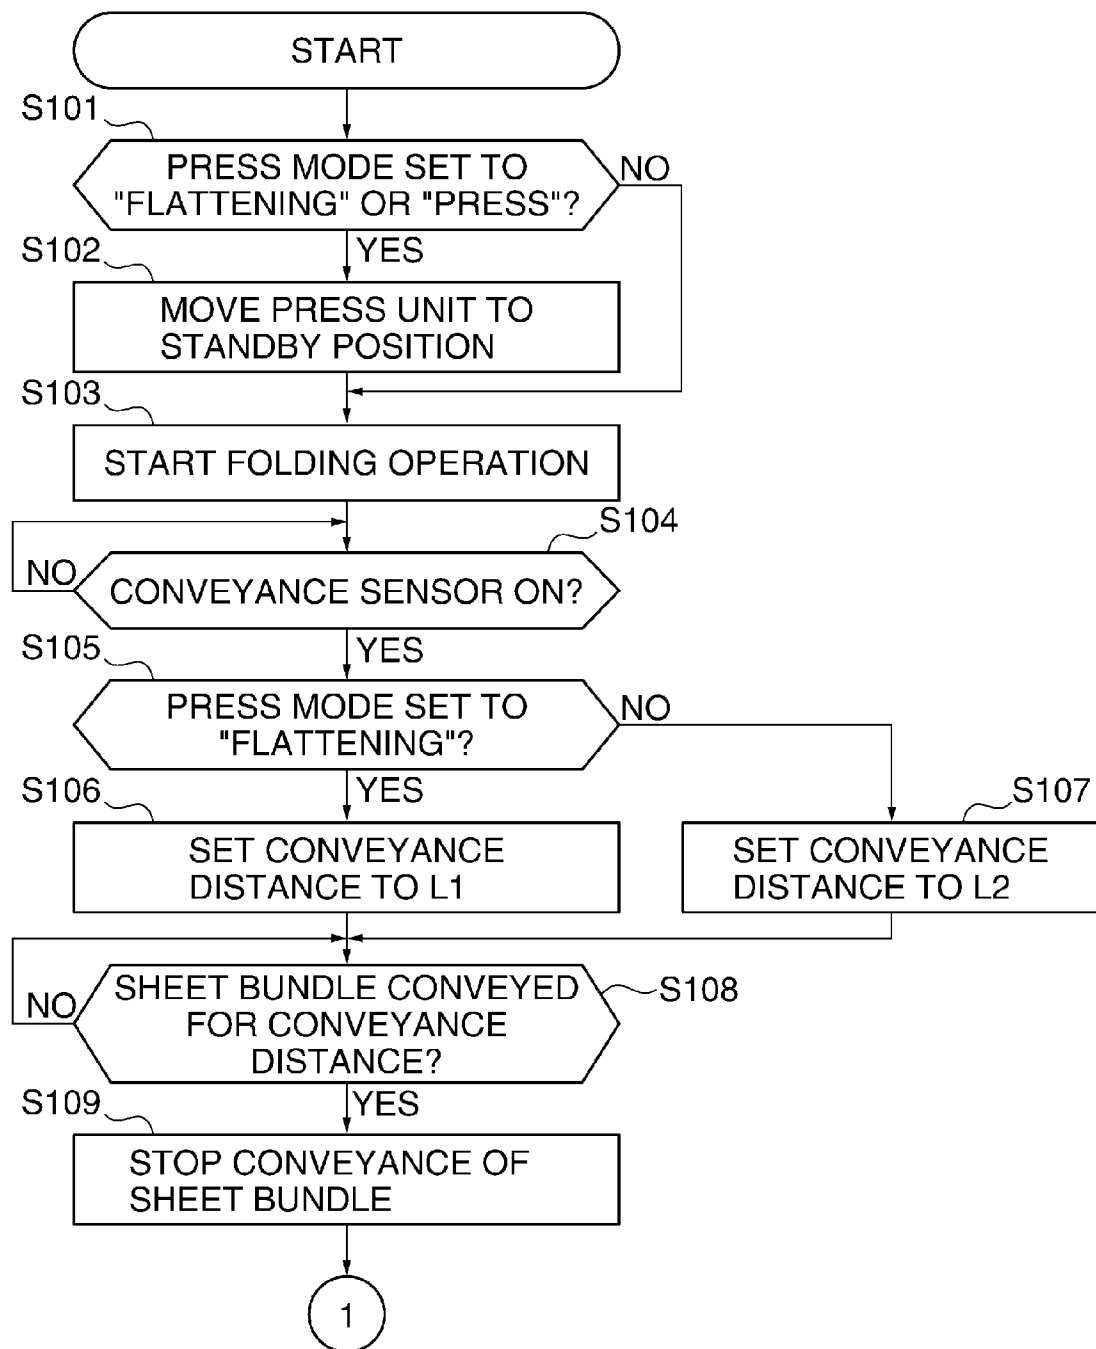 START
S101
PRESS MODE SET TO
"FLATTENING" OR "PRESS"?
NO
YES
S102
MOVE PRESS UNIT TO
STANDBY POSITION
S103
START FOLDING OPERATION
S104
NO
CONVEYANCE SENSOR ON?
YES
S105
PRESS MODE SET TO
"FLATTENING"?
NO
YES
S106
SET CONVEYANCE
DISTANCE TO L1
S107
SET CONVEYANCE
DISTANCE TO L2
NO
SHEET BUNDLE CONVEYED
FOR CONVEYANCE
DISTANCE?
S108
YES
S109
STOP CONVEYANCE OF
SHEET BUNDLE
1